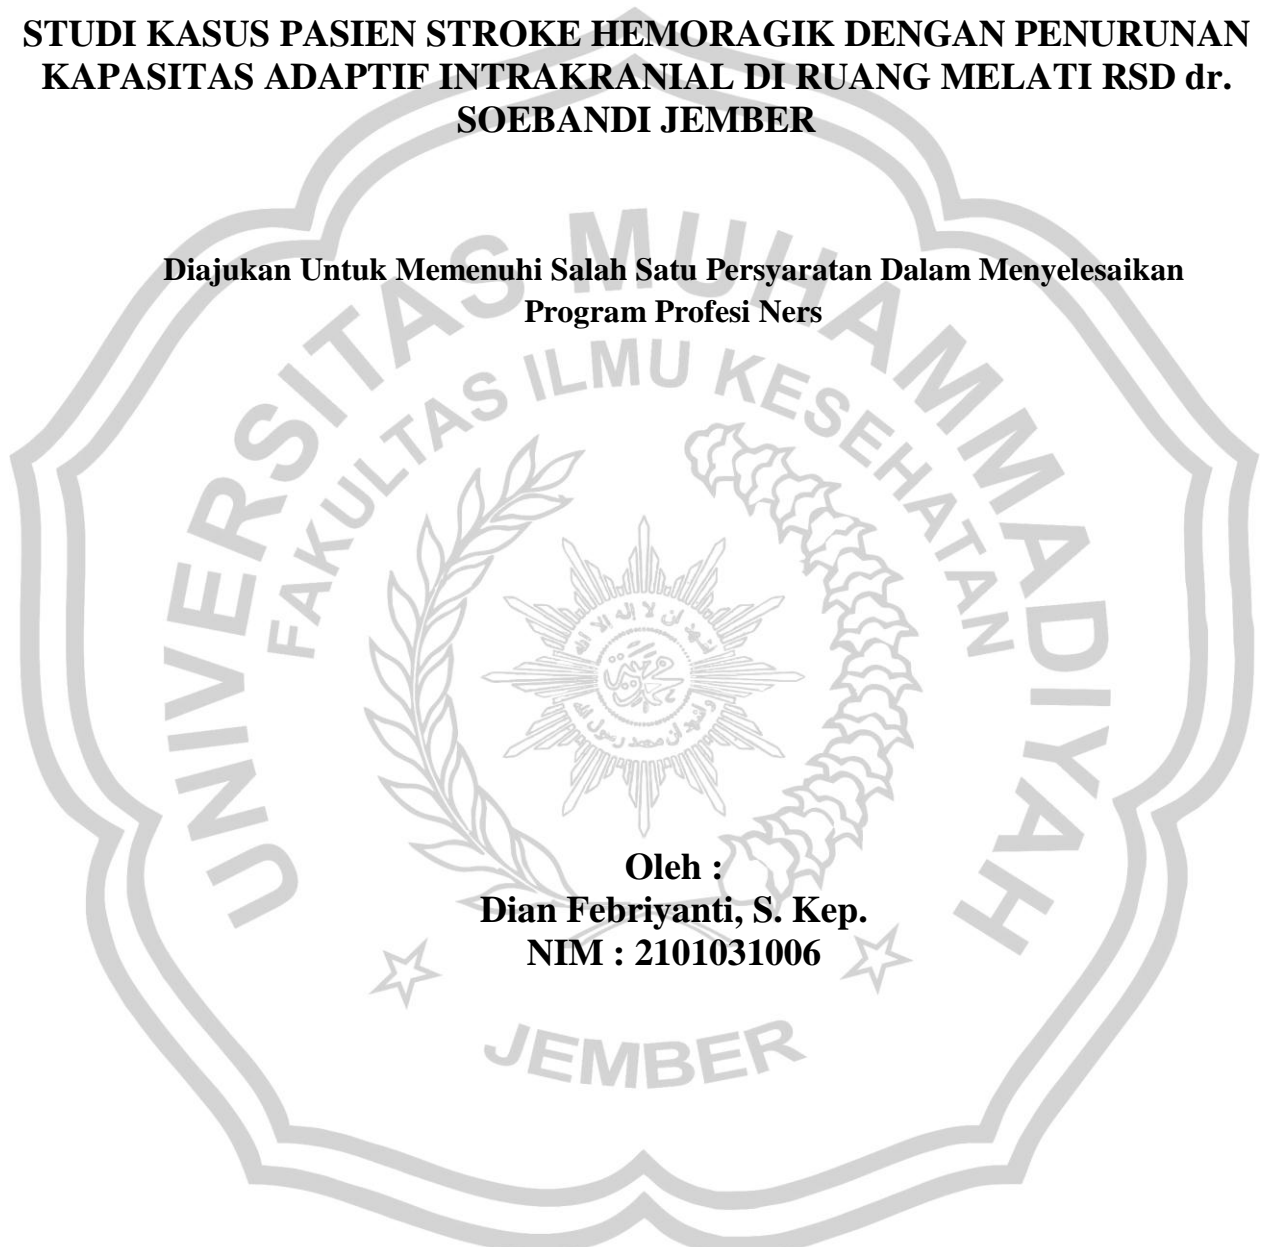 STUDI KASUS PASIEN STROKE HEMORAGIK DENGAN PENURUNAN
KAPASITAS ADAPTIF INTRAKRANIAL DI RUANG MELATI RSD dr.
SOEBANDI JEMBER
Diajukan Untuk Memenuhi Salah Satu Persyaratan Dalam Menyelesaikan
Program Profesi Ners
UNIVERSITAS MUHAMMADIYAH
FAKULTAS ILMU KESEHATAN
Oleh :
Dian Febriyanti, S. Kep.
NIM : 2101031006
JEMBER